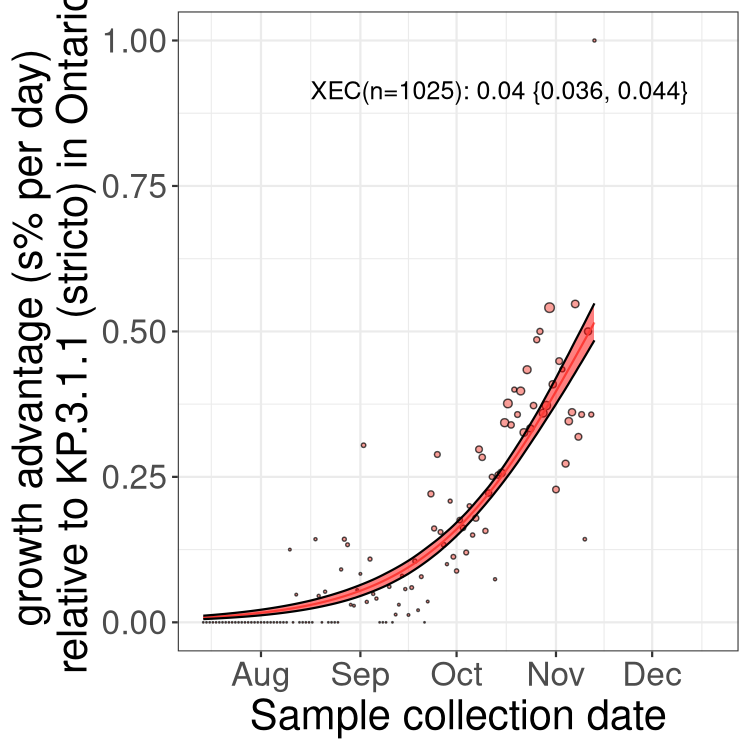 growth advantage (s% per day)
relative to KP.3.1.1 (stricto) in Ontario
1.00
0.75
0.50
0.25
0.00
XEC(n=1025): 0.04 {0.036, 0.044}
Aug Sep Oct Nov Dec
Sample collection date